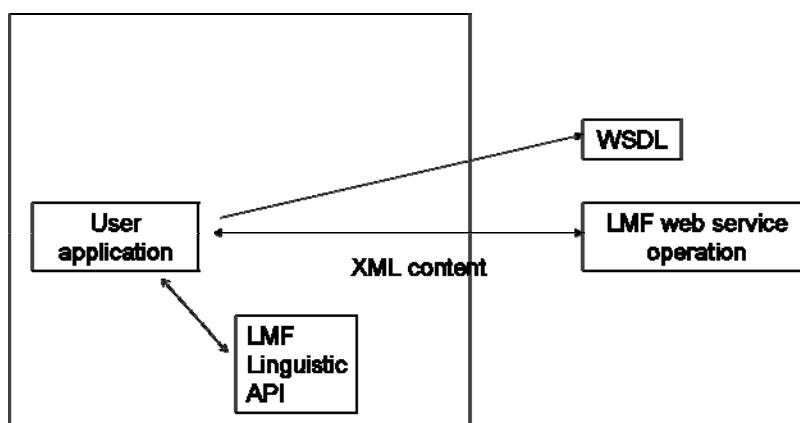 WSDL
User
application
LMF web service
operation
XML content
LMF
Linguistic
API